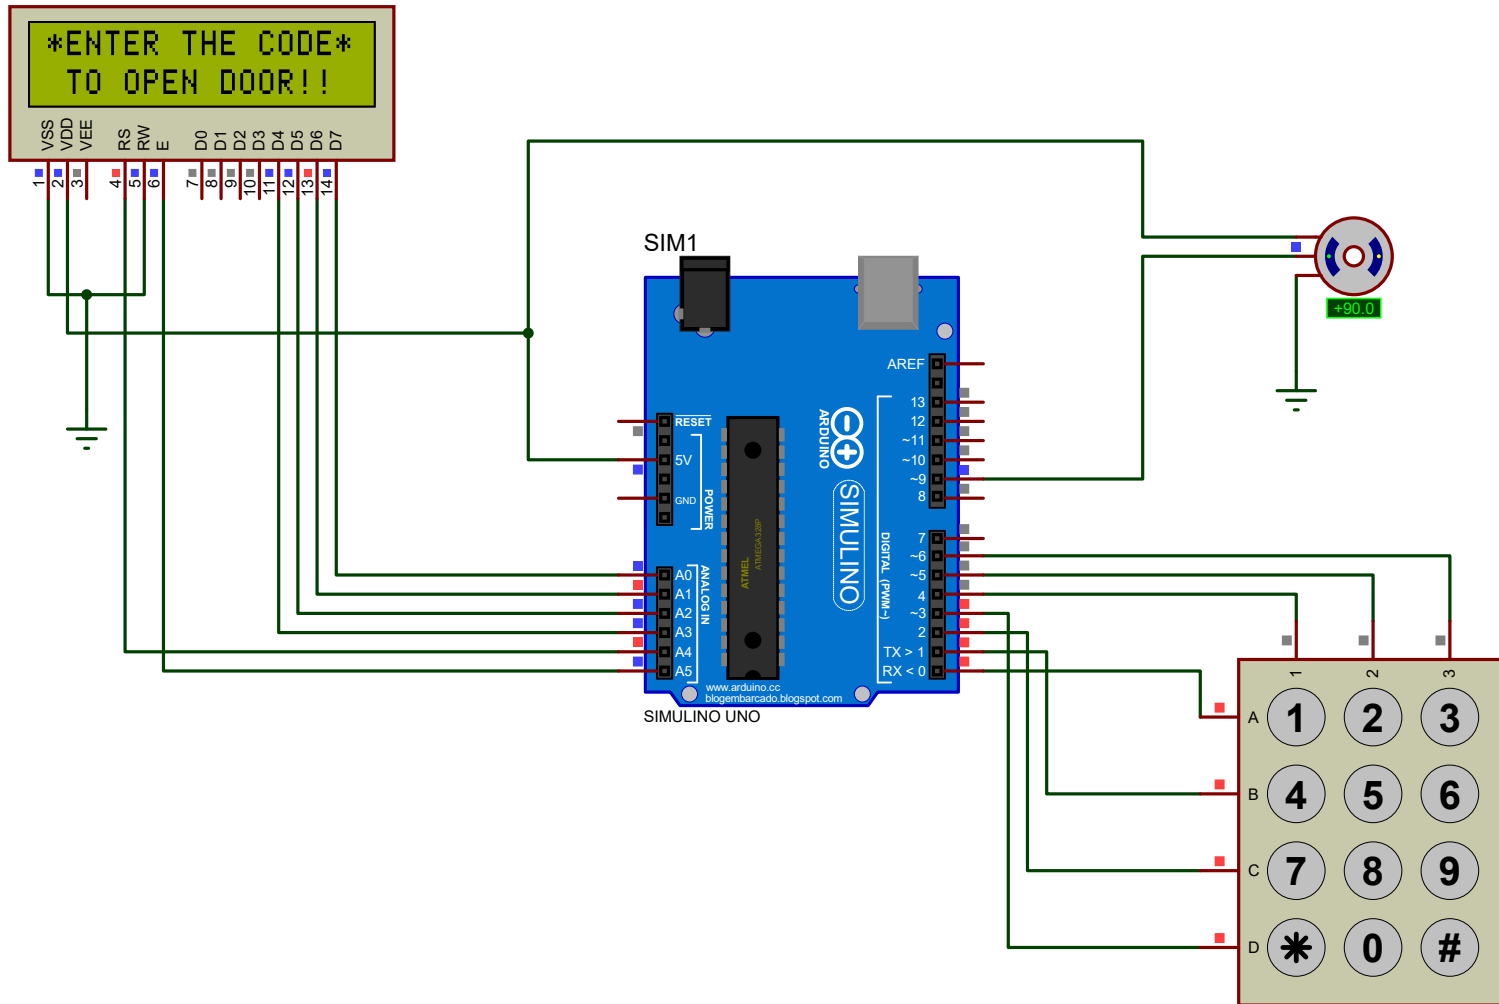 *ENTER THE CODE*
TO OPEN DOOR!!
VSS
VDD
VEE
RS
RW
E
D0
D1
D2
D3
D4
D5
D6
D7
1
2
3
4
5
6
7
8
9
10
11
12
13
14
SIM1
+90.0
AREF
13
12
~11
~10
~9
8
RESET
5V
GND
POWER
ARDUINO
SIMULINO
ATMEL
ATMEGA328P
DIGITAL (PWM~)
7
~6
~5
4
~3
2
TX > 1
RX < 0
A0
A1
A2
A3
A4
A5
ANALOG IN
www.arduino.cc
blogembarcado.blogspot.com
SIMULINO UNO
1
2
3
A
1
2
3
B
4
5
6
C
7
8
9
D
*
0
#